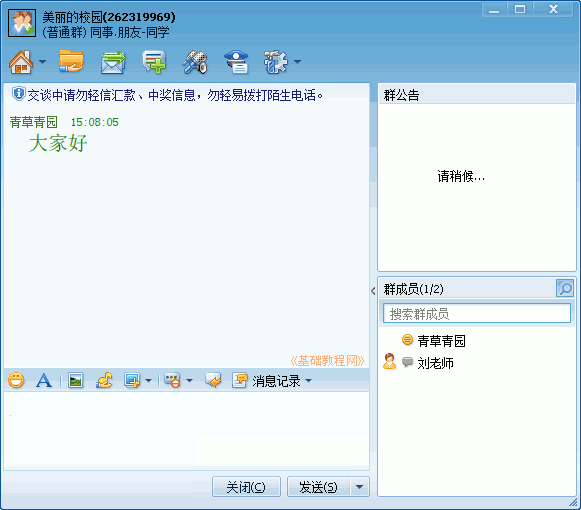 美丽的校园(262319969)
(普通群) 同事.朋友-同学
交谈中请勿轻信汇款、中奖信息，勿轻易拨打陌生电话。
青草青园 15:08:05
大家好
《基础教程网》
消息记录
关闭(C) 发送(S)
群公告
请稍候...
群成员(1/2)
搜索群成员
青草青园
刘老师